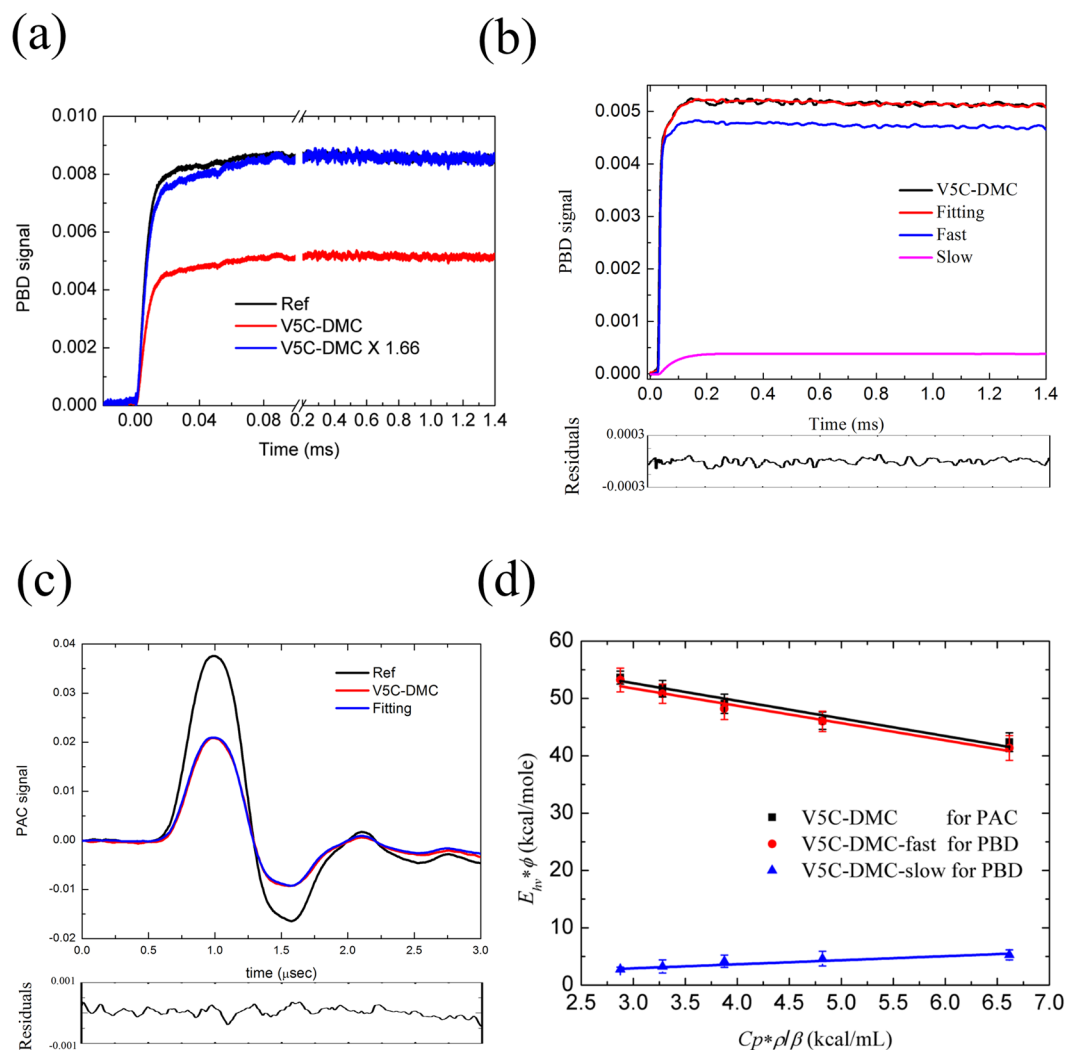 (a)
0.010
0.008
0.006
0.004
0.002
0.000
PBD signal
Ref
V5C-DMC
V5C-DMC X 1.66
0.00 0.04 0.08 0.2 0.4 0.6 0.8 1.0 1.2 1.4
Time (ms)
(b)
0.005
0.004
0.003
0.002
0.001
0.000
PBD signal
V5C-DMC
Fitting
Fast
Slow
0.0 0.2 0.4 0.6 0.8 1.0 1.2 1.4
Time (ms)
0.0003
-0.0003
Residuals
(c)
0.04
0.03
0.02
0.01
0.00
-0.01
-0.02
PAC signal
Ref
V5C-DMC
Fitting
0.0 0.5 1.0 1.5 2.0 2.5 3.0
time (μsec)
0.001
-0.001
Residuals
(d)
60
50
40
30
20
10
0
E_hν*ϕ (kcal/mole)
V5C-DMC for PAC
V5C-DMC-fast for PBD
V5C-DMC-slow for PBD
2.5 3.0 3.5 4.0 4.5 5.0 5.5 6.0 6.5 7.0
Cp*ρ/β (kcal/mL)